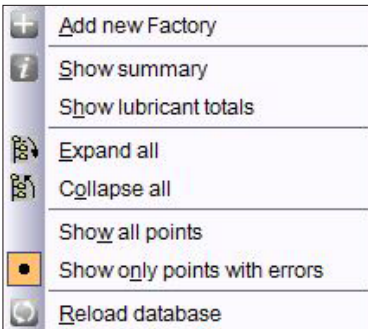 Add new Factory
Show summary
Show lubricant totals
Expand all
Collapse all
Show all points
Show only points with errors
Reload database